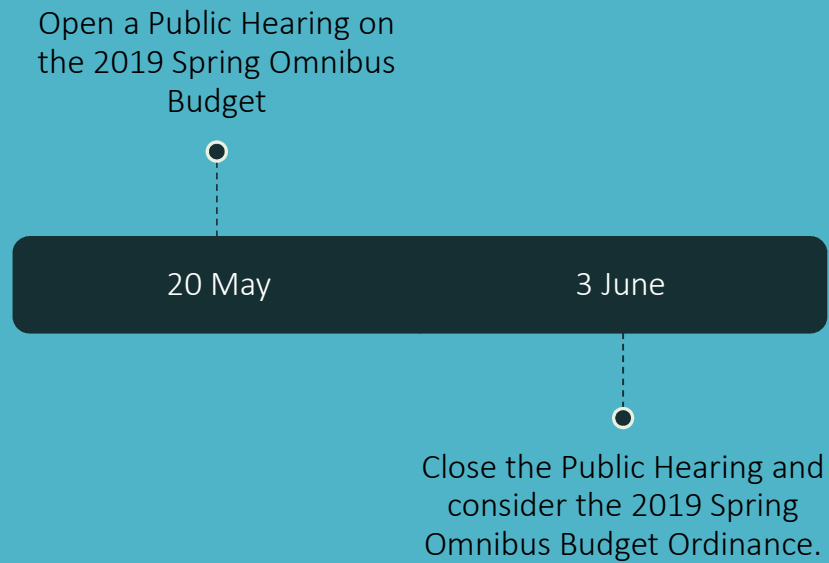 Open a Public Hearing on
the 2019 Spring Omnibus
Budget
20 May
3 June
Close the Public Hearing and
consider the 2019 Spring
Omnibus Budget Ordinance.